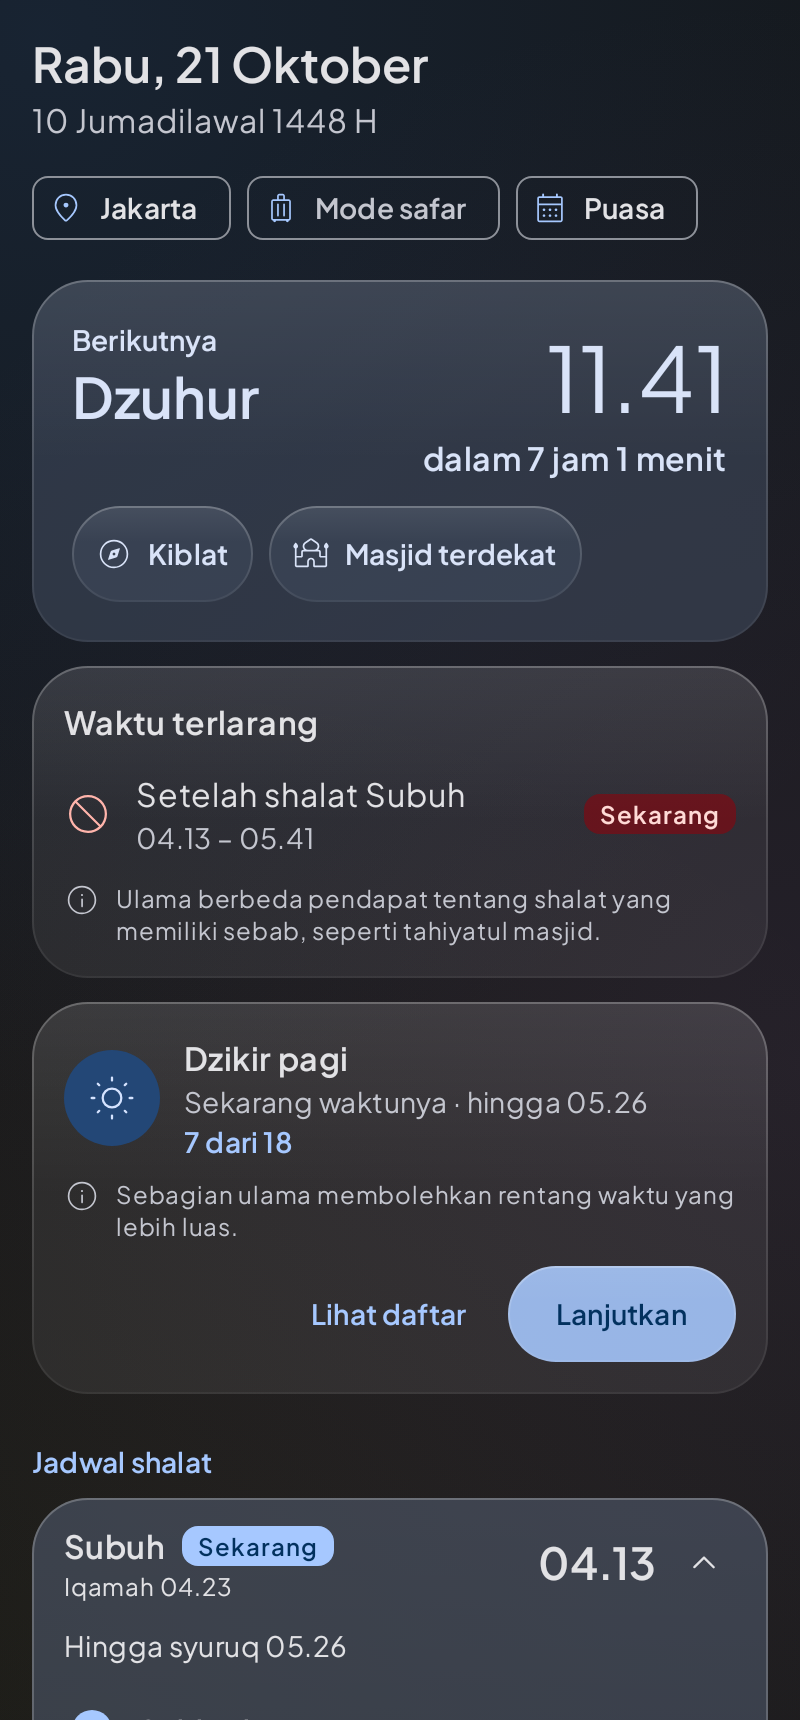 Rabu, 21 Oktober
10 Jumadilawal 1448 H
Jakarta
Mode safar
Puasa
Berikutnya
Dzuhur
11.41
dalam 7 jam 1 menit
Kiblat
Masjid terdekat
Waktu terlarang
Setelah shalat Subuh
04.13 – 05.41
Sekarang
Ulama berbeda pendapat tentang shalat yang
memiliki sebab, seperti tahiyatul masjid.
Dzikir pagi
Sekarang waktunya · hingga 05.26
7 dari 18
Sebagian ulama membolehkan rentang waktu yang
lebih luas.
Lihat daftar
Lanjutkan
Jadwal shalat
Subuh
Sekarang
Iqamah 04.23
04.13
Hingga syuruq 05.26